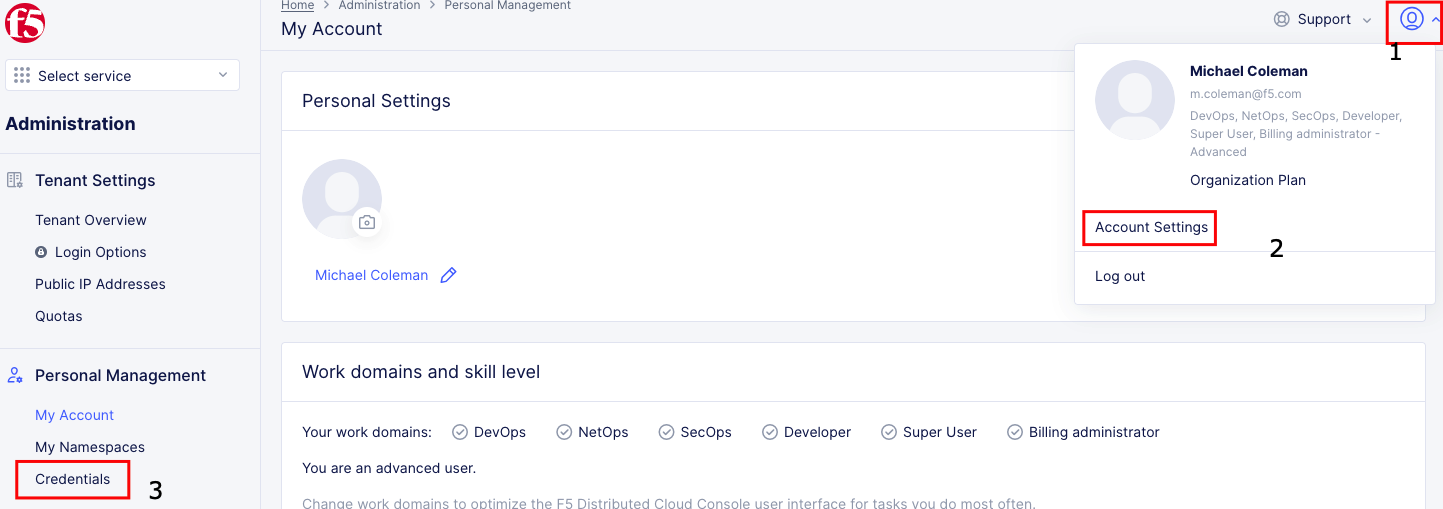 f5
Home > Administration > Personal Management
My Account
Support
1
Select service
Administration
Tenant Settings
Tenant Overview
Login Options
Public IP Addresses
Quotas
Personal Management
My Account
My Namespaces
Credentials
3
Personal Settings
Michael Coleman
Michael Coleman
m.coleman@f5.com
DevOps, NetOps, SecOps, Developer,
Super User, Billing administrator -
Advanced
Organization Plan
Account Settings
2
Log out
Work domains and skill level
Your work domains: DevOps NetOps SecOps Developer Super User Billing administrator
You are an advanced user.
Change work domains to optimize the F5 Distributed Cloud Console user interface for tasks you do most often.